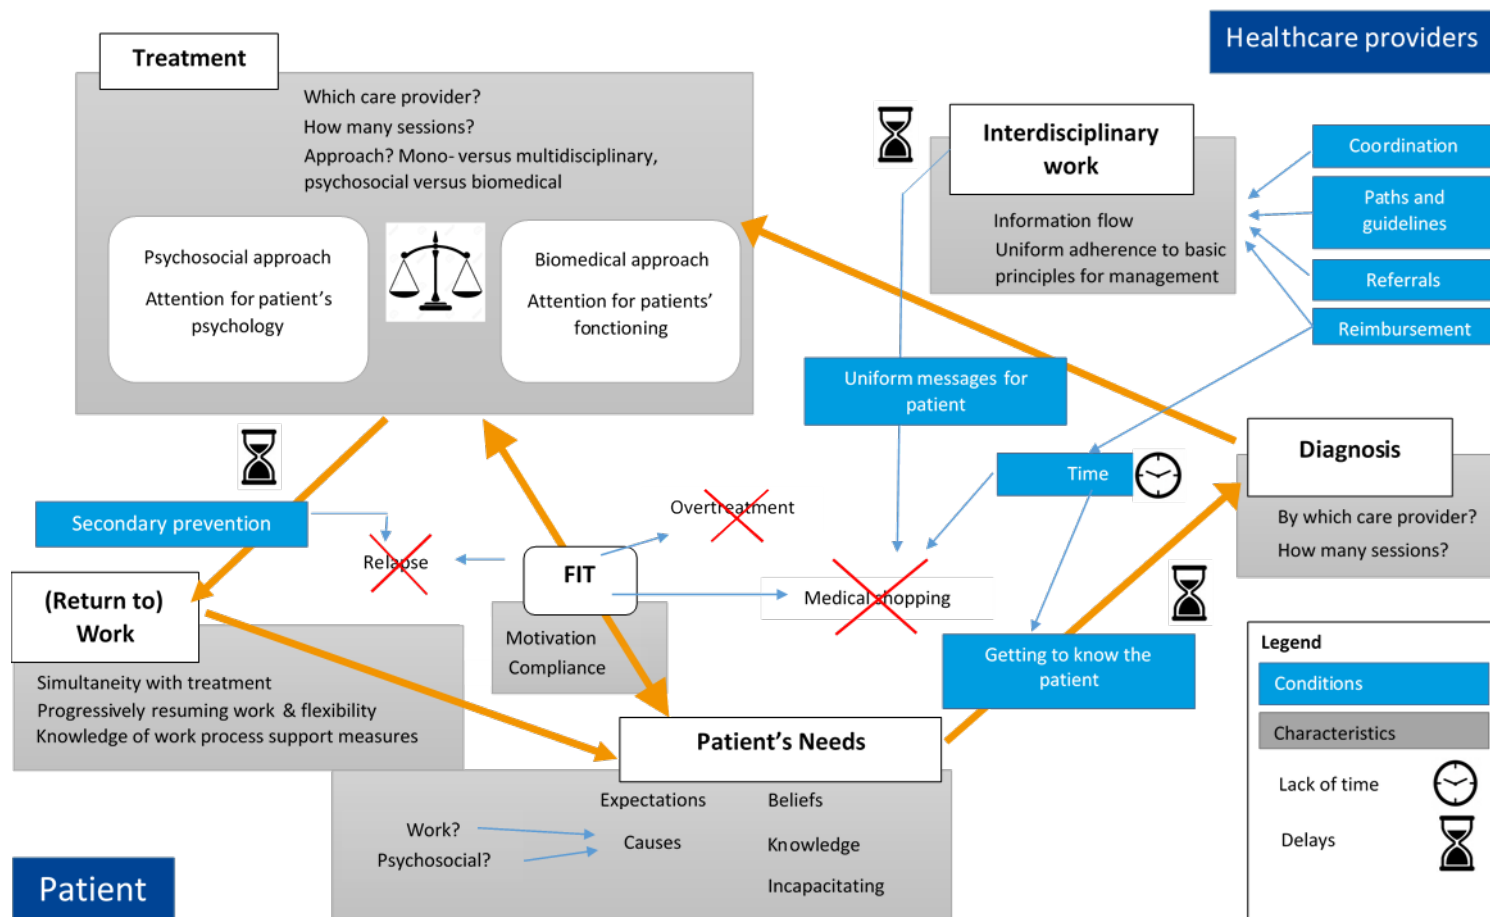 Healthcare providers
Treatment
Which care provider?
How many sessions?
Approach? Mono- versus multidisciplinary,
psychosocial versus biomedical
Psychosocial approach
Attention for patient's
psychology
Biomedical approach
Attention for patients'
fonctioning
Interdisciplinary
work
Information flow
Uniform adherence to basic
principles for management
Coordination
Paths and
guidelines
Referrals
Reimbursement
Uniform messages for
patient
Time
Diagnosis
By which care provider?
How many sessions?
Secondary prevention
Relapse
Overtreatment
FIT
Motivation
Compliance
Medical shopping
Getting to know the
patient
(Return to)
Work
Simultaneity with treatment
Progressively resuming work & flexibility
Knowledge of work process support measures
Patient's Needs
Expectations
Beliefs
Work?
Causes
Knowledge
Psychosocial?
Incapacitating
Patient
Legend
Conditions
Characteristics
Lack of time
Delays